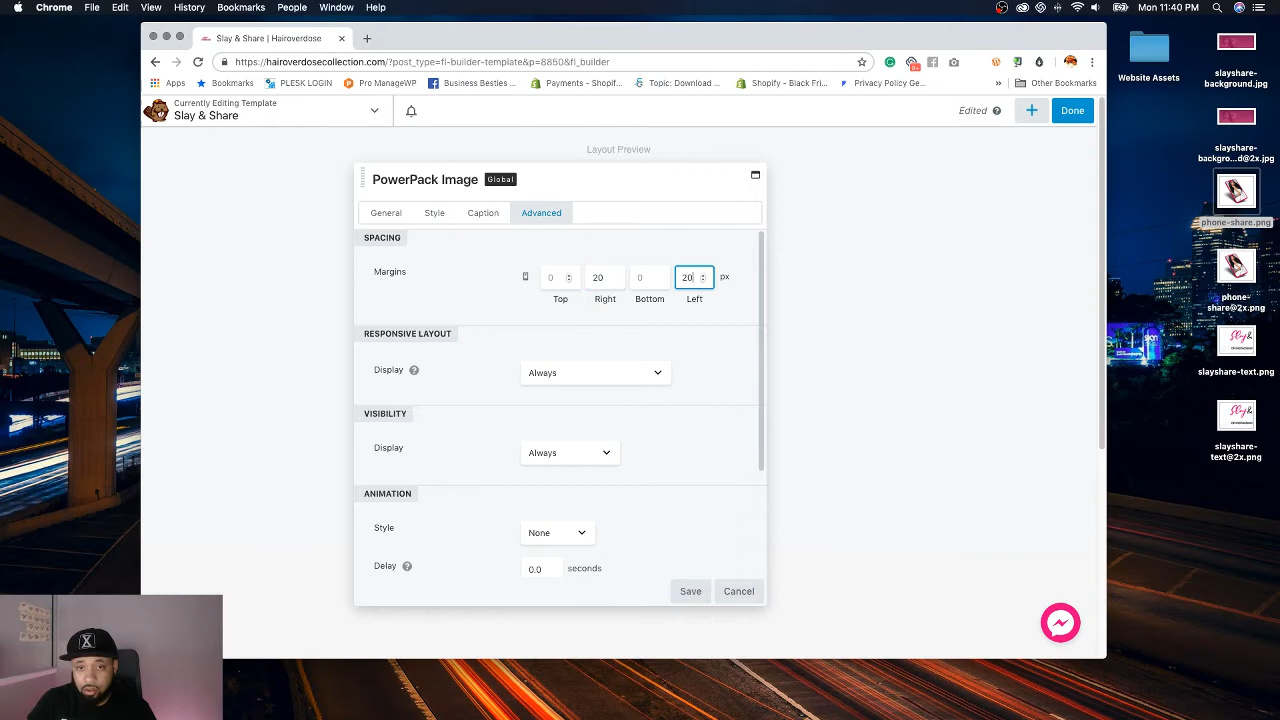 Chrome File Edit View History Bookmarks People Window Help
Mon 11:40 PM
Slay & Share | Hairoverdose
https://hairoverdosecollection.com/?post_type=fl-builder-template&p=8850&fl_builder
Apps Bookmarks PLESK LOGIN Pro ManageWP Business Besties ... Payments – Shopif... Topic: Download ... Shopify - Black Fri... Privacy Policy Ge... » Other Bookmarks
Currently Editing Template
Slay & Share
Edited
Done
Layout Preview
PowerPack Image Global
General Style Caption Advanced
SPACING
Margins
0 20 0 20 px
Top Right Bottom Left
RESPONSIVE LAYOUT
Display Always
VISIBILITY
Display Always
ANIMATION
Style None
Delay 0.0 seconds
Save Cancel
Website Assets
slayshare-background.jpg
slayshare-backgro...d@2x.jpg
phone-share.png
phone-share@2x.png
slayshare-text.png
slayshare-text@2x.png